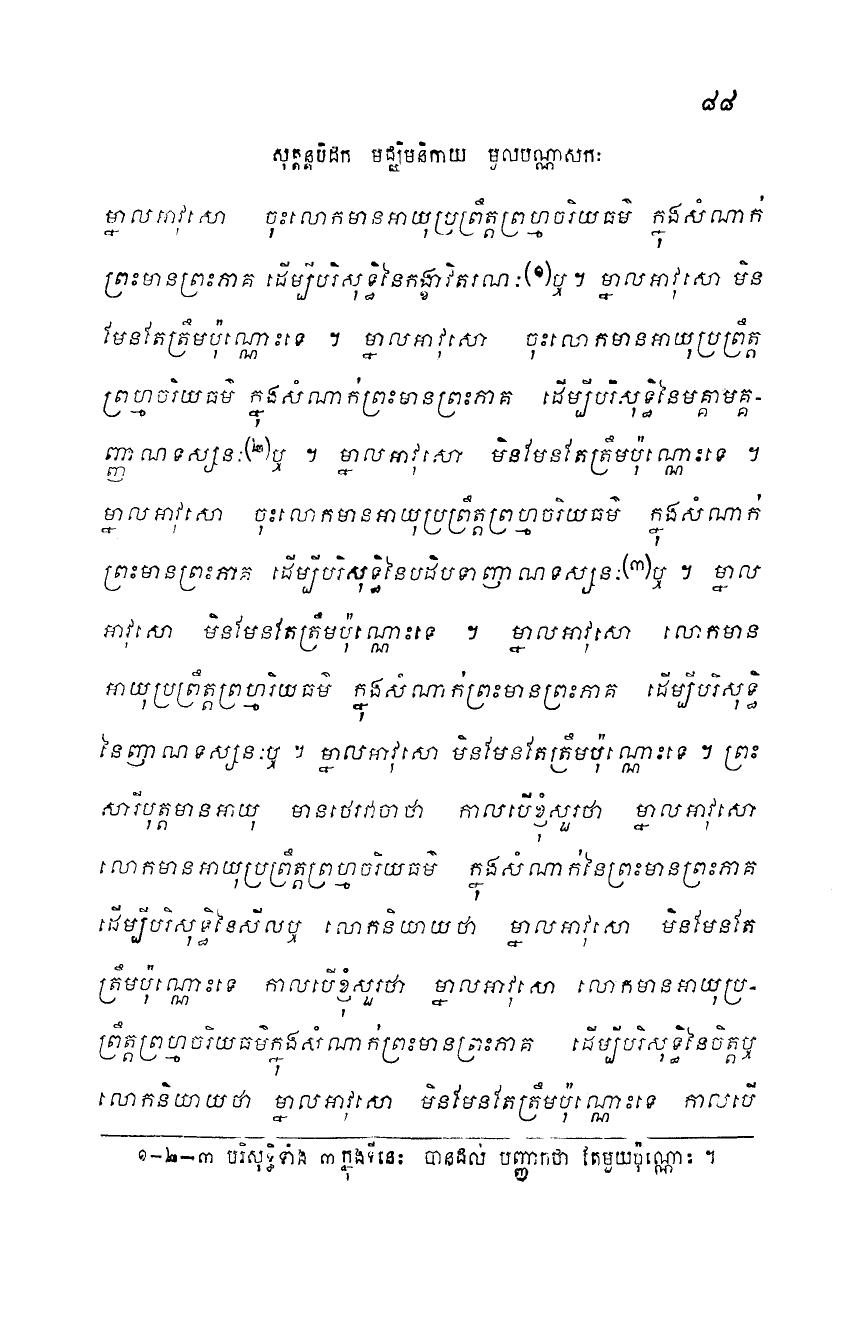 ៨៨
សុត្តន្តបិដក មជ្ឈិមនិកាយ មូលបណ្ណាសកៈ
ម្នាលអាវុសោ ចុះលោកមានអាយុប្រព្រឹត្តព្រហ្មចរិយធម៌ ក្នុងសំណាក់
ព្រះមានព្រះភាគ ដើម្បីបរិសុទ្ធិនៃកង្ខាវិតរណៈ(១)ឬ ។ ម្នាលអាវុសោ មិន
មែនតែត្រឹមប៉ុណ្ណោះទេ ។ ម្នាលអាវុសោ ចុះលោកមានអាយុប្រព្រឹត្ត
ព្រហ្មចរិយធម៌ ក្នុងសំណាក់ព្រះមានព្រះភាគ ដើម្បីបរិសុទ្ធិនៃមគ្គាមគ្គ-
ញ្ញាណទស្សនៈ(២)ឬ ។ ម្នាលអាវុសោ មិនមែនតែត្រឹមប៉ុណ្ណោះទេ ។
ម្នាលអាវុសោ ចុះលោកមានអាយុប្រព្រឹត្តព្រហ្មចរិយធម៌ ក្នុងសំណាក់
ព្រះមានព្រះភាគ ដើម្បីបរិសុទ្ធិនៃបដិបទាញាណទស្សនៈ(៣)ឬ ។ ម្នាល
អាវុសោ មិនមែនតែត្រឹមប៉ុណ្ណោះទេ ។ ម្នាលអាវុសោ លោកមាន
អាយុប្រព្រឹត្តព្រហ្មរិយធម៌ ក្នុងសំណាក់ព្រះមានព្រះភាគ ដើម្បីបរិសុទ្ធិ
នៃញាណទស្សនៈឬ ។ ម្នាលអាវុសោ មិនមែនតែត្រឹមប៉ុណ្ណោះទេ ។ ព្រះ
សារីបុត្តមានអាយុ មានថេរវាចាថា កាលបើខ្ញុំសួរថា ម្នាលអាវុសោ
លោកមានអាយុប្រព្រឹត្តព្រហ្មចរិយធម៌ ក្នុងសំណាក់នៃព្រះមានព្រះភាគ
ដើម្បីបរិសុទ្ធិនៃសីលឬ លោកនិយាយថា ម្នាលអាវុសោ មិនមែនតែ
ត្រឹមប៉ុណ្ណោះទេ កាលបើខ្ញុំសួរថា ម្នាលអាវុសោ លោកមានអាយុប្រ-
ព្រឹត្តព្រហ្មចរិយធម៌ក្នុងសំណាក់ព្រះមានព្រះភាគ ដើម្បីបរិសុទ្ធិនៃចិត្តឬ
លោកនិយាយថា ម្នាលអាវុសោ មិនមែនតែត្រឹមប៉ុណ្ណោះទេ កាលបើ
១–២–៣ បរិសុទ្ធិទាំង ៣ ក្នុងទីនេះ បានដល់ បញ្ញាកថា តែមួយប៉ុណ្ណោះ ។